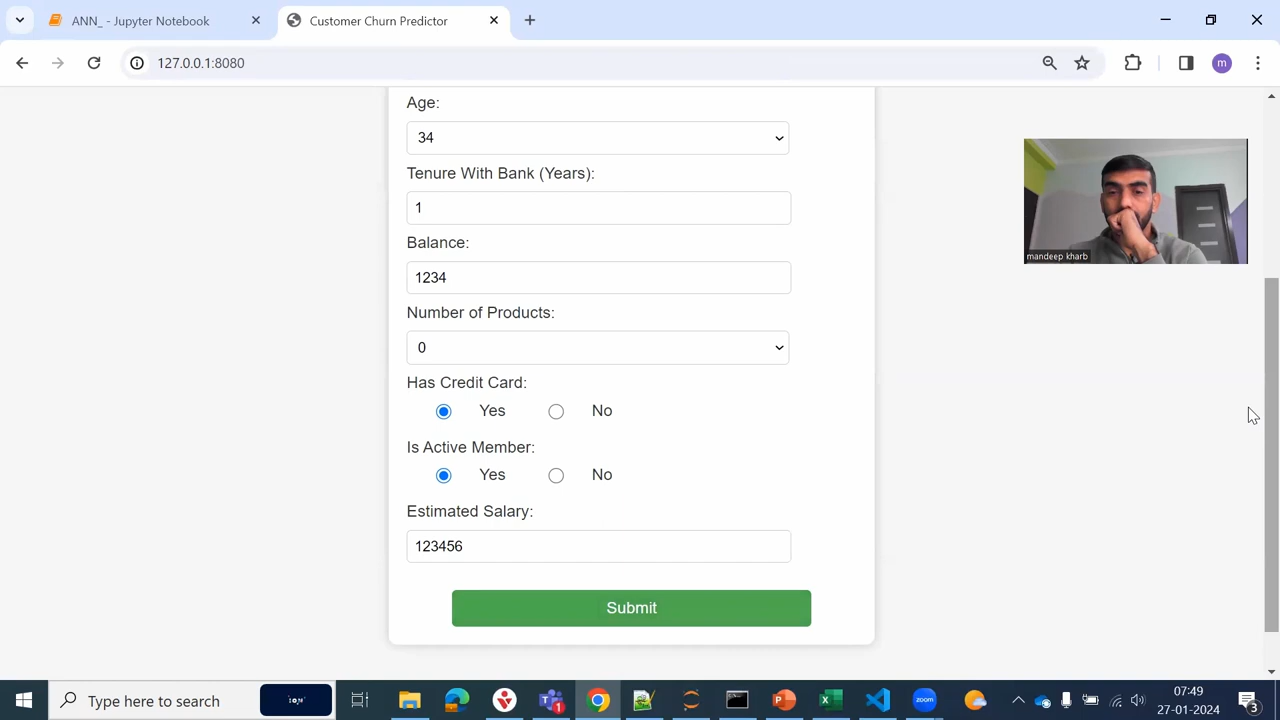 ANN_ - Jupyter Notebook
Customer Churn Predictor
127.0.0.1:8080
m
Age:
34
Tenure With Bank (Years):
1
Balance:
1234
Number of Products:
0
Has Credit Card:
Yes No
Is Active Member:
Yes No
Estimated Salary:
123456
Submit
mandeep kharb
Type here to search
zoom
07:49
27-01-2024
3